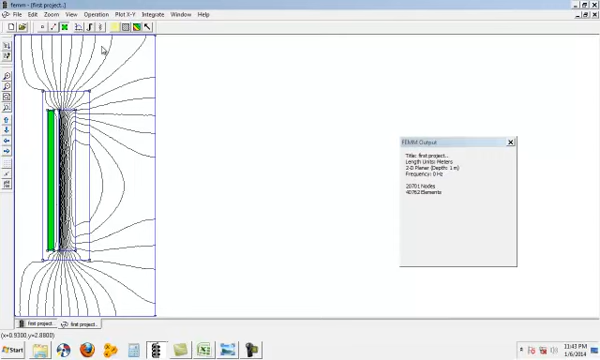 femm - [first project..]
File Edit Zoom View Operation Plot X-Y Integrate Window Help
FEMM Output
Title: first project...
Length Units: Meters
2-D Planar (Depth: 1 m)
Frequency: 0 Hz
20701 Nodes
40762 Elements
first project..
first project..
(x=0.9300,y=2.8800)
Start
11:43 PM
1/6/2014